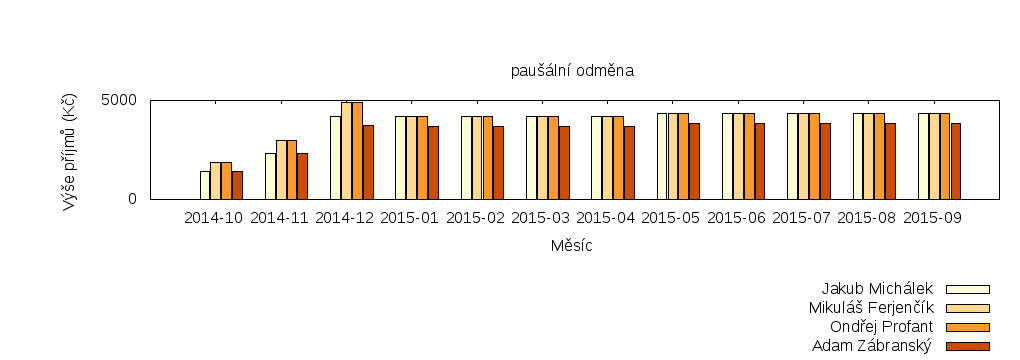 paušální odměna
Výše příjmů (Kč)
5000
0
2014-10 2014-11 2014-12 2015-01 2015-02 2015-03 2015-04 2015-05 2015-06 2015-07 2015-08 2015-09
Měsíc
Jakub Michálek
Mikuláš Ferjenčík
Ondřej Profant
Adam Zábranský